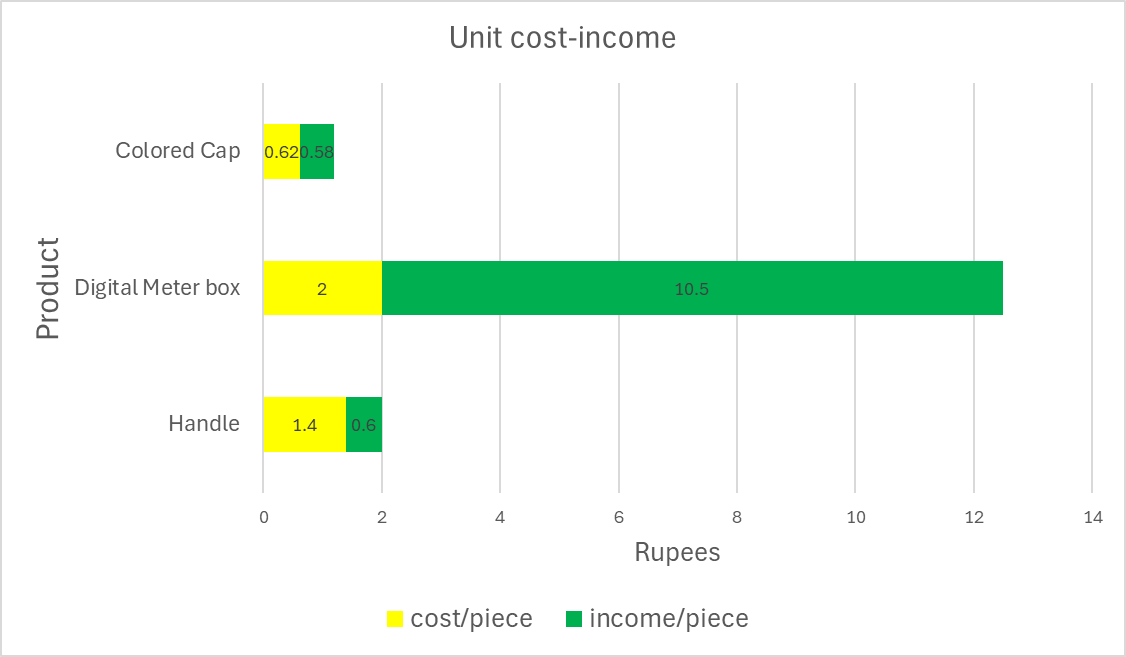 Unit cost-income
Product
Colored Cap
0.62 0.58
Digital Meter box
2 10.5
Handle
1.4 0.6
0 2 4 6 8 10 12 14
Rupees
cost/piece income/piece